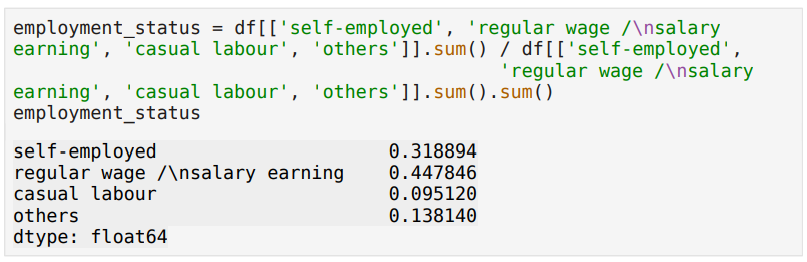 employment_status = df[['self-employed', 'regular wage /\nsalary
earning', 'casual labour', 'others']].sum() / df[['self-employed',
'regular wage /\nsalary
earning', 'casual labour', 'others']].sum().sum()
employment_status
self-employed 0.318894
regular wage /\nsalary earning 0.447846
casual labour 0.095120
others 0.138140
dtype: float64